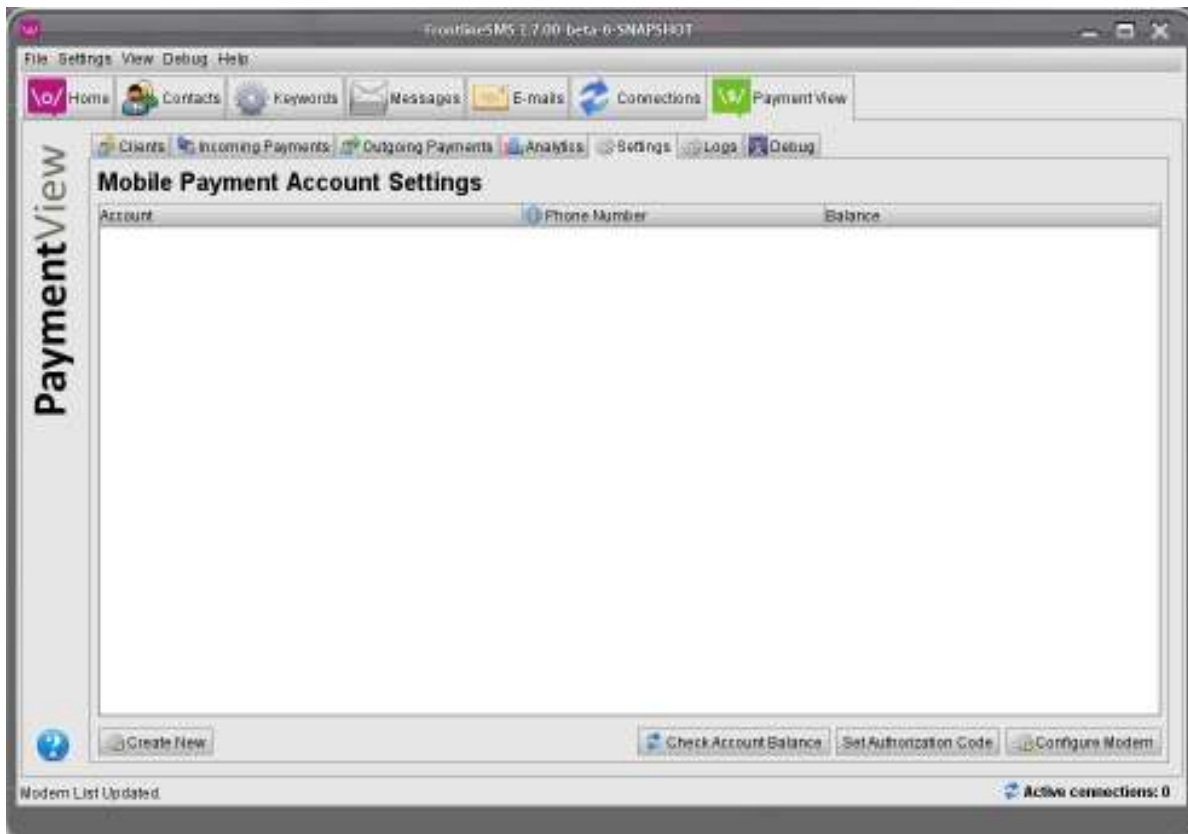 FrontlineSMS 1.7.00-beta-6-SNAPSHOT
File Settings View Debug Help
\o/ Home Contacts Keywords Messages E-mails Connections \$/ Payment View
Clients Incoming Payments Outgoing Payments Analytics Settings Logs Debug
PaymentView
Mobile Payment Account Settings
Account Phone Number Balance
Create New Check Account Balance Set Authorization Code Configure Modem
Modem List Updated. Active connections: 0